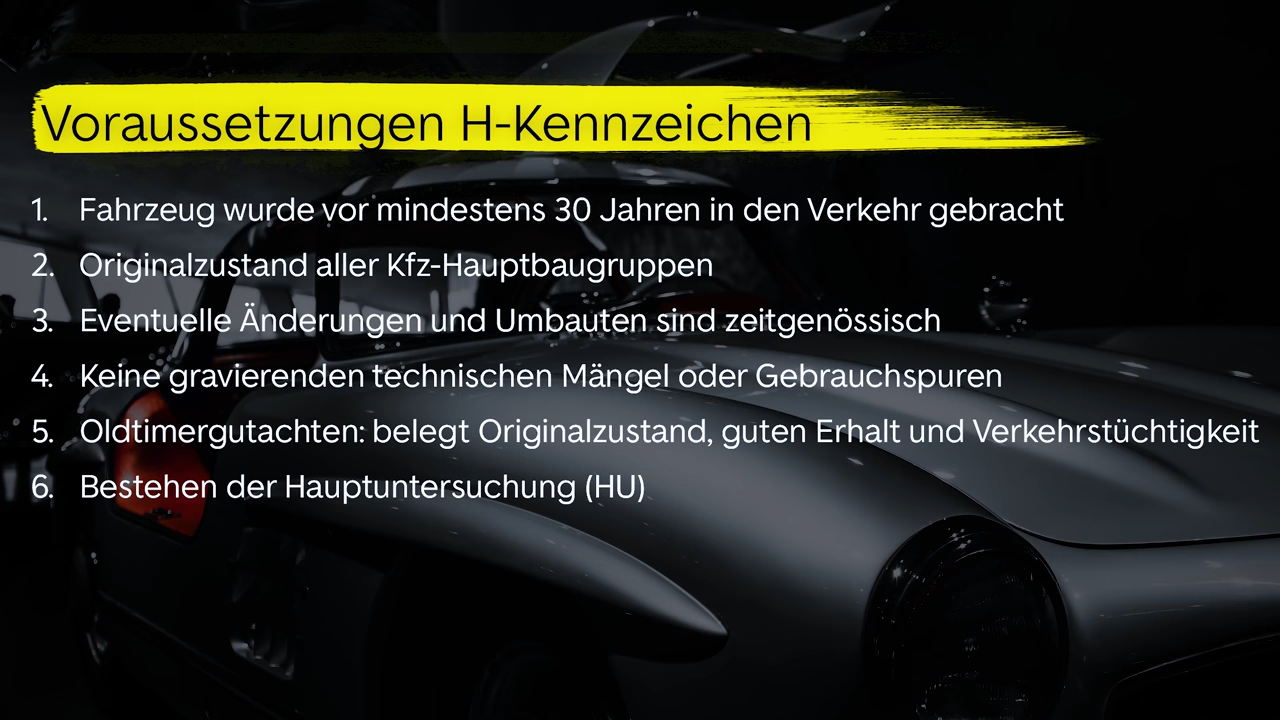 Voraussetzungen H-Kennzeichen
1. Fahrzeug wurde vor mindestens 30 Jahren in den Verkehr gebracht
2. Originalzustand aller Kfz-Hauptbaugruppen
3. Eventuelle Änderungen und Umbauten sind zeitgenössisch
4. Keine gravierenden technischen Mängel oder Gebrauchspuren
5. Oldtimergutachten: belegt Originalzustand, guten Erhalt und Verkehrstüchtigkeit
6. Bestehen der Hauptuntersuchung (HU)